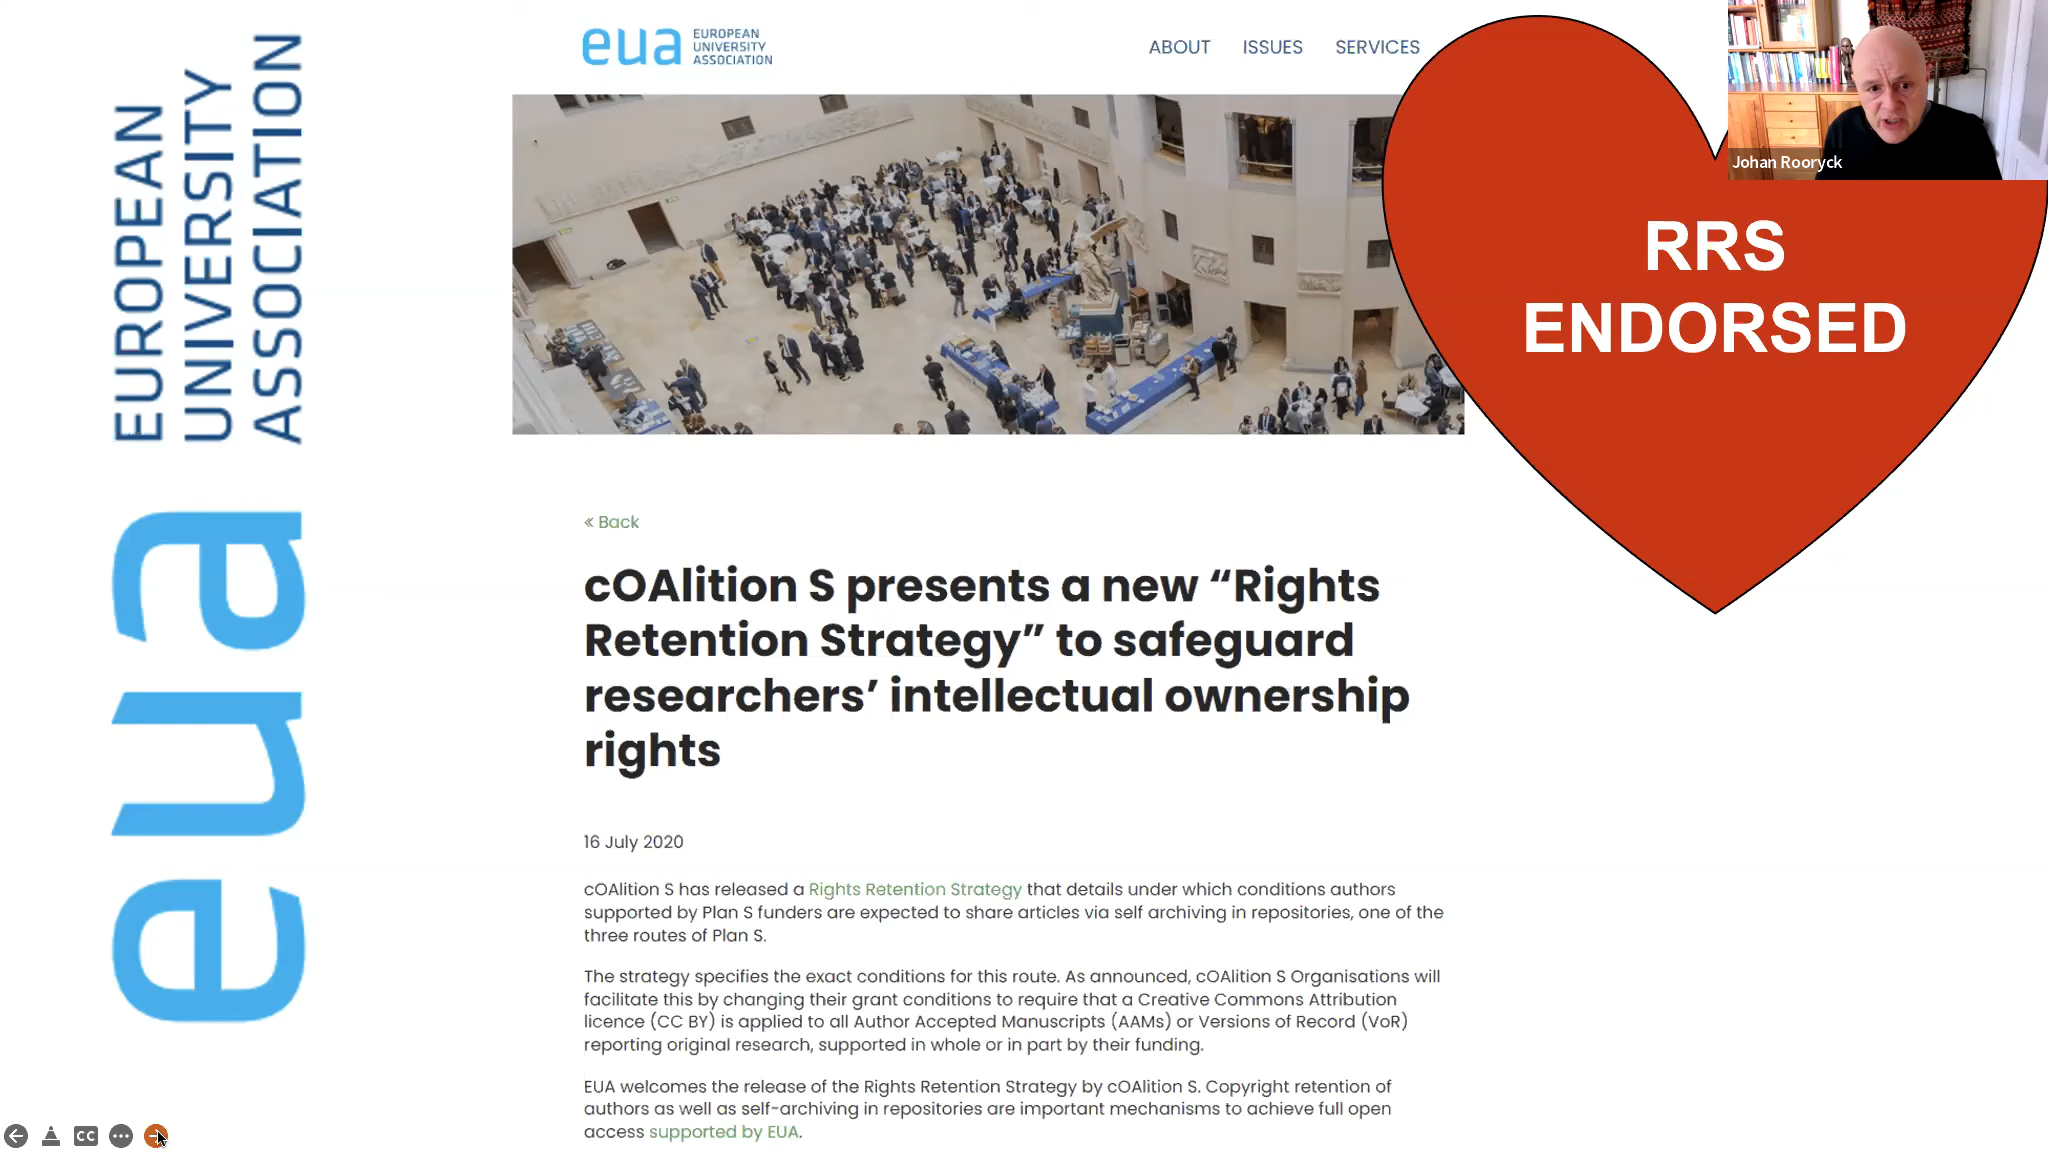 EUROPEAN
UNIVERSITY
ASSOCIATION
eua
eua
EUROPEAN
UNIVERSITY
ASSOCIATION
ABOUT ISSUES SERVICES
RRS
ENDORSED
Johan Rooryck
« Back
cOAlition S presents a new “Rights
Retention Strategy” to safeguard
researchers’ intellectual ownership
rights
16 July 2020
cOAlition S has released a Rights Retention Strategy that details under which conditions authors
supported by Plan S funders are expected to share articles via self archiving in repositories, one of the
three routes of Plan S.
The strategy specifies the exact conditions for this route. As announced, cOAlition S Organisations will
facilitate this by changing their grant conditions to require that a Creative Commons Attribution
licence (CC BY) is applied to all Author Accepted Manuscripts (AAMs) or Versions of Record (VoR)
reporting original research, supported in whole or in part by their funding.
EUA welcomes the release of the Rights Retention Strategy by cOAlition S. Copyright retention of
authors as well as self-archiving in repositories are important mechanisms to achieve full open
access supported by EUA.
CC